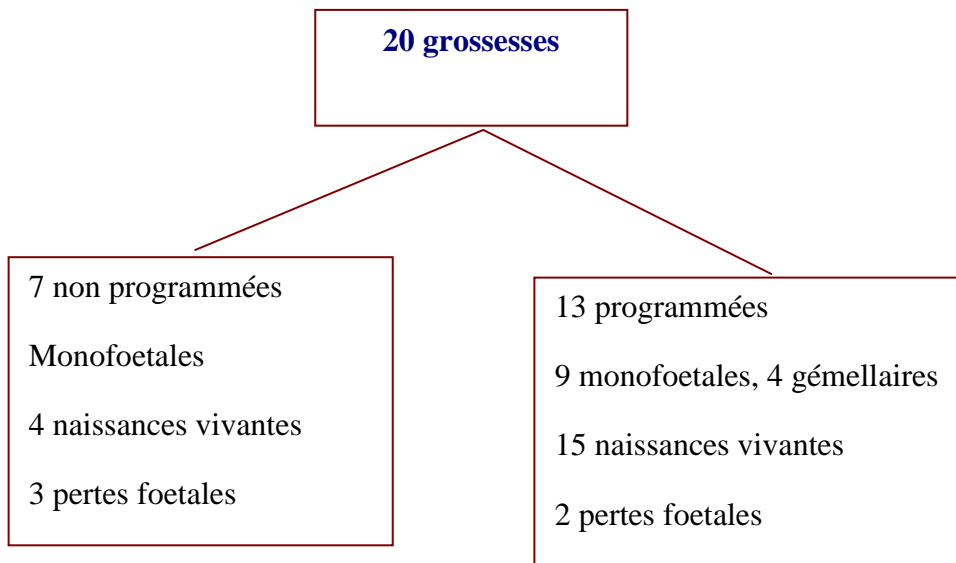 20 grossesses
7 non programmées
Monofoetales
4 naissances vivantes
3 pertes foetales
13 programmées
9 monofoetales, 4 gémellaires
15 naissances vivantes
2 pertes foetales